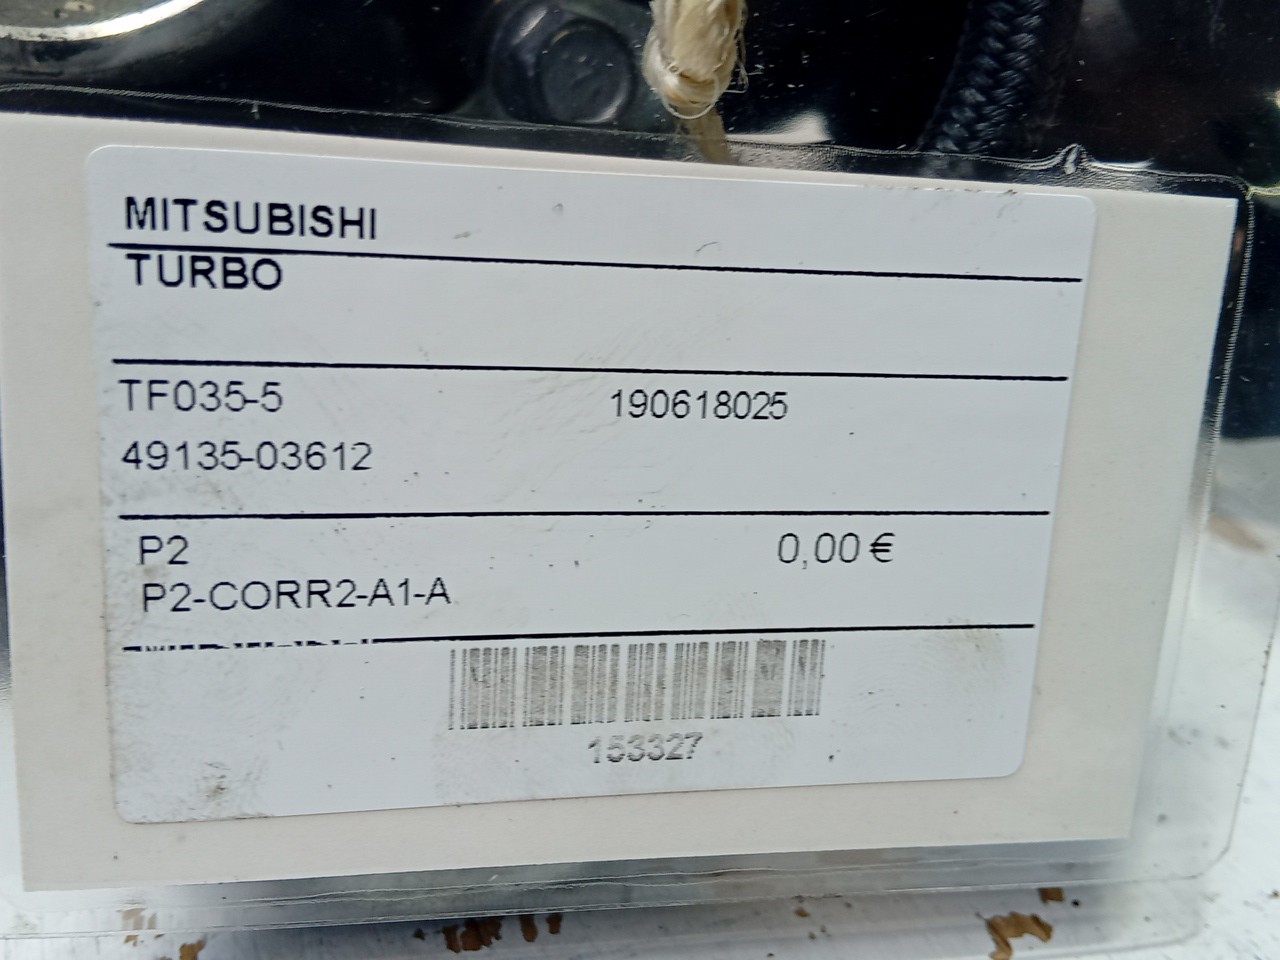 MITSUBISHI
TURBO
TF035-5 190618025
49135-03612
P2 0,00 €
P2-CORR2-A1-A
153327